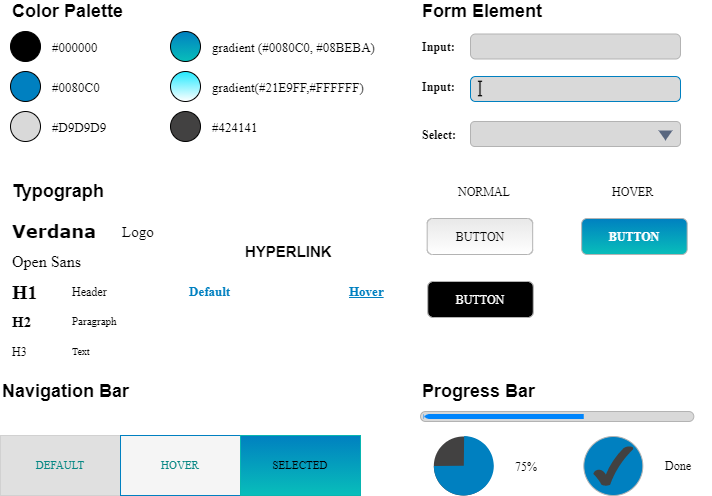 Color Palette
#000000
gradient (#0080C0, #08BEBA)
#0080C0
gradient(#21E9FF,#FFFFFF)
#D9D9D9
#424141
Form Element
Input:
Input:
Select:
Typograph
Verdana Logo
Open Sans
H1 Header
H2 Paragraph
H3 Text
HYPERLINK
Default Hover
NORMAL HOVER
BUTTON BUTTON
BUTTON
Navigation Bar
DEFAULT HOVER SELECTED
Progress Bar
75% Done